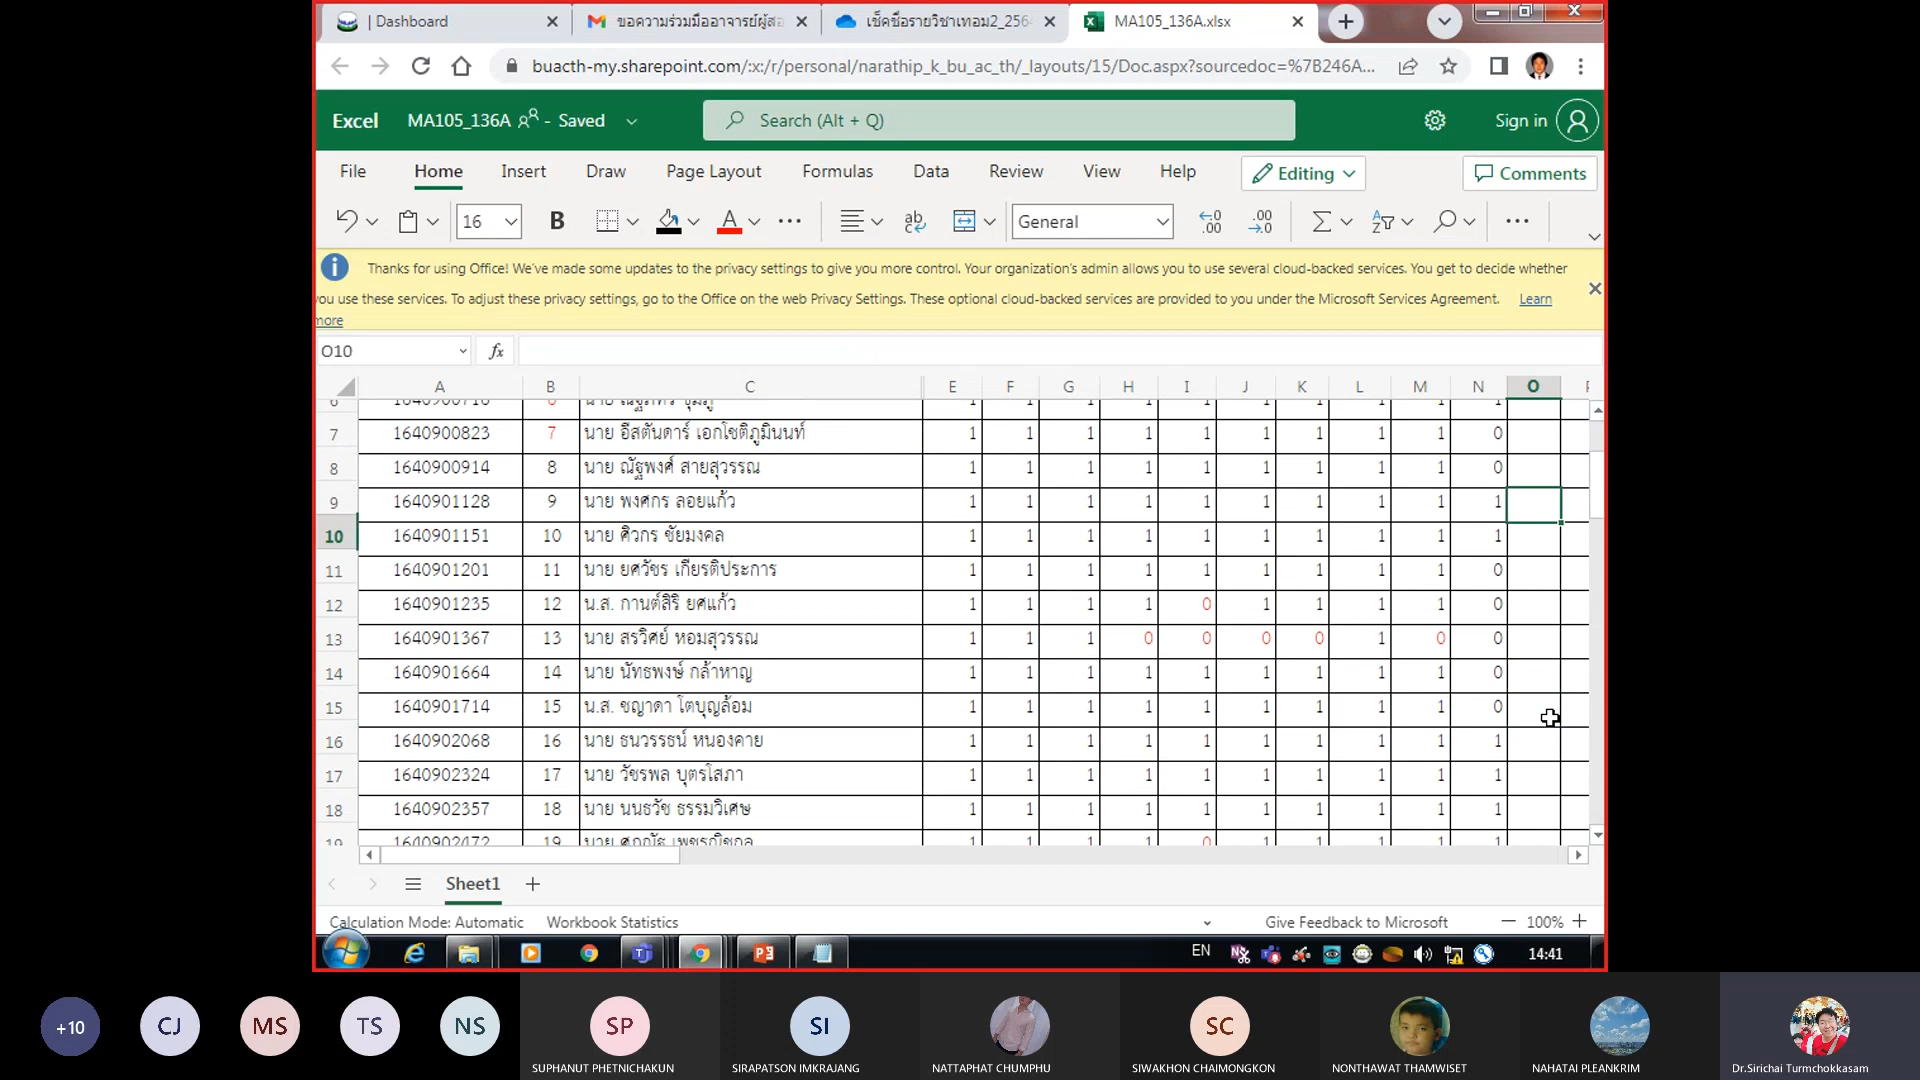 | Dashboard
ขอความร่วมมืออาจารย์ผู้สอ
เช็คชื่อรายวิชาเทอม2_256
MA105_136A.xlsx
buacth-my.sharepoint.com/:x:/r/personal/narathip_k_bu_ac_th/_layouts/15/Doc.aspx?sourcedoc=%7B246A...
Excel MA105_136A - Saved
Search (Alt + Q)
Sign in
File Home Insert Draw Page Layout Formulas Data Review View Help Editing Comments
16 B A General
Thanks for using Office! We've made some updates to the privacy settings to give you more control. Your organization's admin allows you to use several cloud-backed services. You get to decide whether
you use these services. To adjust these privacy settings, go to the Office on the web Privacy Settings. These optional cloud-backed services are provided to you under the Microsoft Services Agreement. Learn
more
O10 fx
A B C E F G H I J K L M N O
7 1640900823 7 นาย อีสตันดาร์ เอกโชติภูมินนท์ 1 1 1 1 1 1 1 1 1 0
8 1640900914 8 นาย ณัฐพงศ์ สายสุวรรณ 1 1 1 1 1 1 1 1 1 0
9 1640901128 9 นาย พงศกร ลอยแก้ว 1 1 1 1 1 1 1 1 1 1
10 1640901151 10 นาย ศิวกร ชัยมงคล 1 1 1 1 1 1 1 1 1 1
11 1640901201 11 นาย ยศวัชร เกียรติประการ 1 1 1 1 1 1 1 1 1 0
12 1640901235 12 น.ส. กานต์สิริ ยศแก้ว 1 1 1 1 0 1 1 1 1 0
13 1640901367 13 นาย สรวิศย์ หอมสุวรรณ 1 1 1 0 0 0 0 1 0 0
14 1640901664 14 นาย นัทธพงษ์ กล้าหาญ 1 1 1 1 1 1 1 1 1 0
15 1640901714 15 น.ส. ชญาดา โตบุญล้อม 1 1 1 1 1 1 1 1 1 0
16 1640902068 16 นาย ธนวรรธน์ หนองคาย 1 1 1 1 1 1 1 1 1 1
17 1640902324 17 นาย วัชรพล บุตรโสภา 1 1 1 1 1 1 1 1 1 1
18 1640902357 18 นาย นนธวัช ธรรมวิเศษ 1 1 1 1 1 1 1 1 1 1
19 1640902472 19 1 1 1 1 0 1 1 1 1 1
Sheet1
Calculation Mode: Automatic Workbook Statistics Give Feedback to Microsoft 100%
EN 14:41
+10 CJ MS TS NS SP SI SC
SUPHANUT PHETNICHAKUN SIRAPATSON IMKRAJANG NATTAPHAT CHUMPHU SIWAKHON CHAIMONGKON NONTHAWAT THAMWISET NAHATAI PLEANKRIM Dr.Sirichai Turmchokkasam